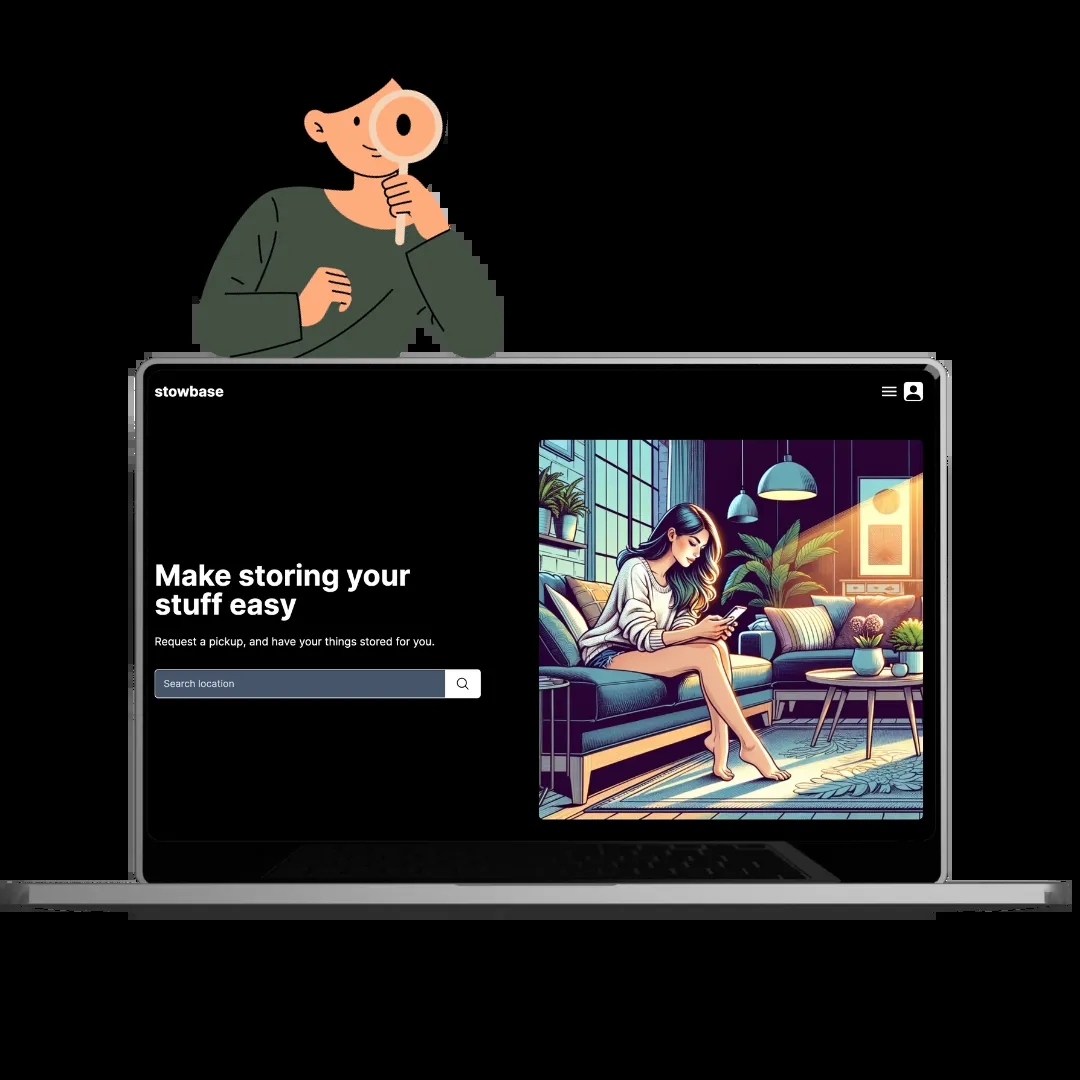 stowbase
Make storing your
stuff easy
Request a pickup, and have your things stored for you.
Search location